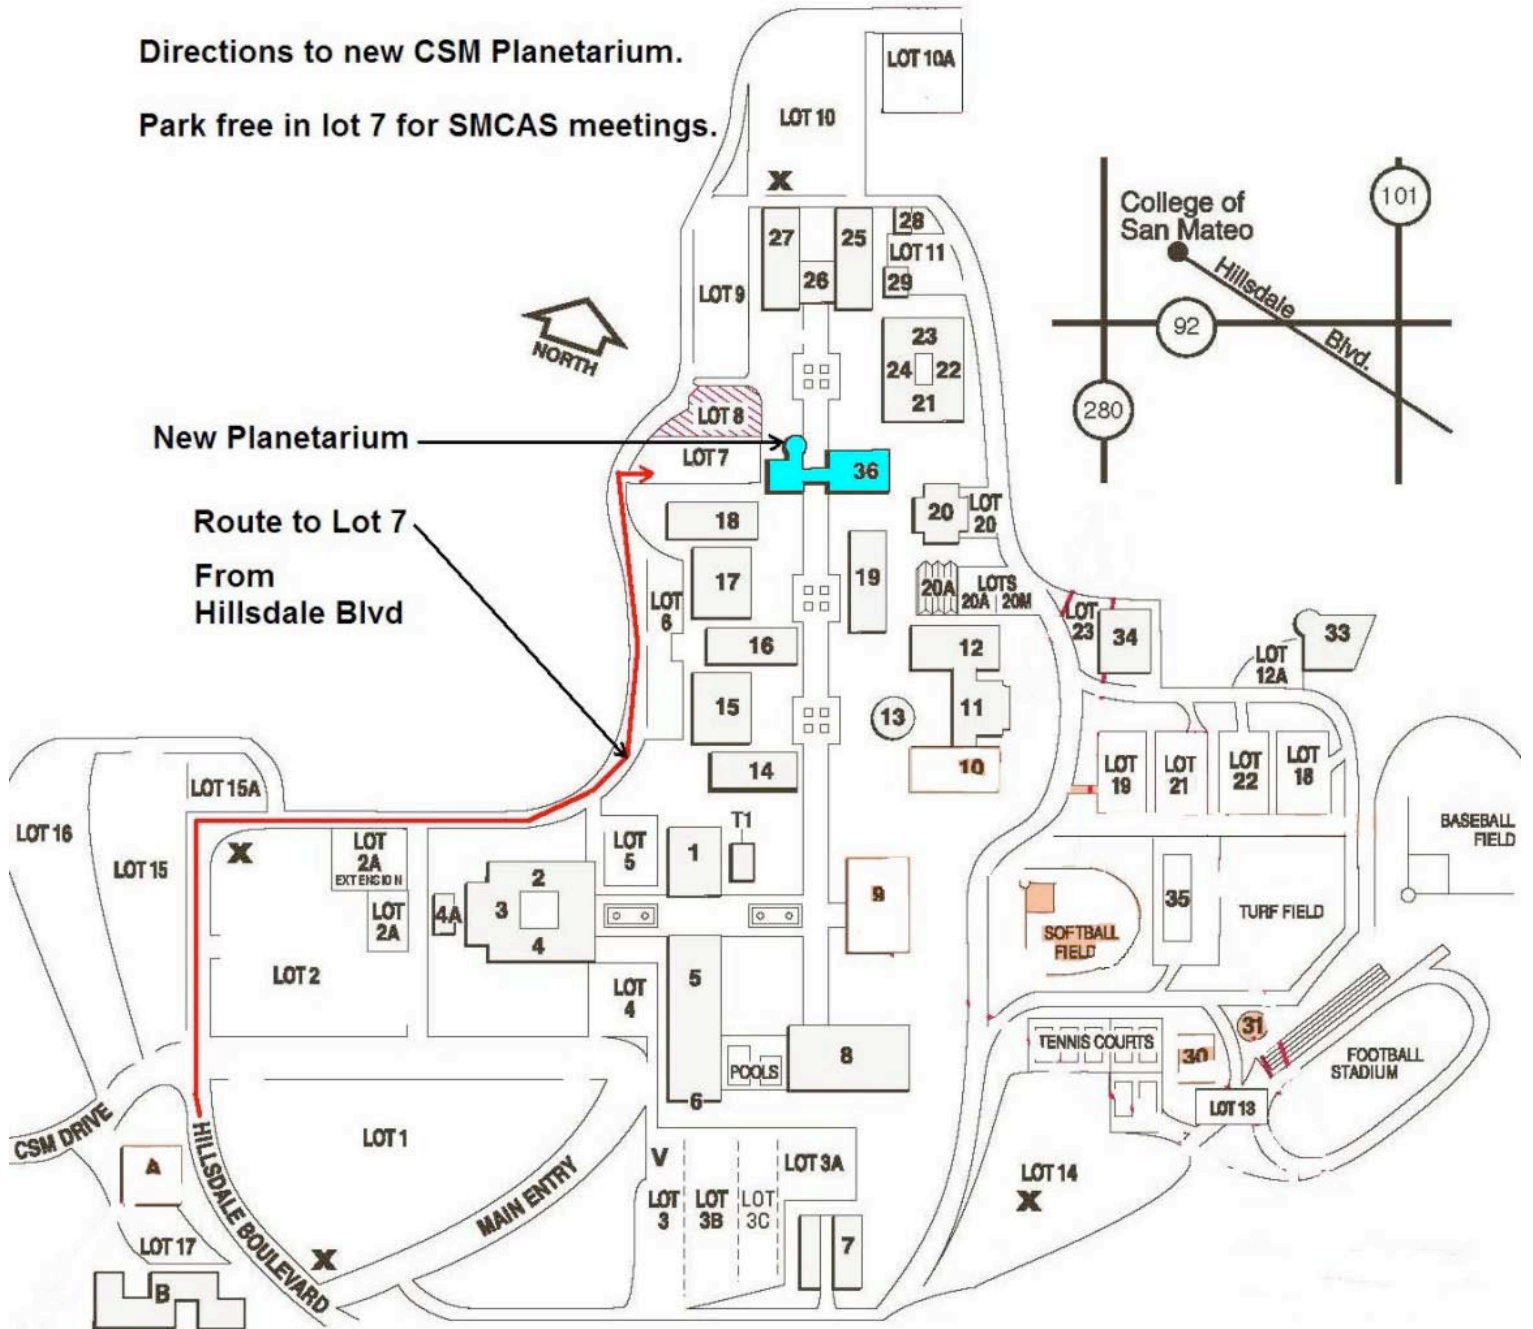 Directions to new CSM Planetarium.
Park free in lot 7 for SMCAS meetings.
LOT 10A
LOT 10
X
101
College of
San Mateo
Hillsdale
Blvd.
92
280
27
25
28
LOT 11
26
29
LOT 9
NORTH
23
24
22
21
LOT 8
New Planetarium
LOT 7
36
Route to Lot 7
From
Hillsdale Blvd
18
20
LOT
20
17
19
20A
LOTS
20A
20M
LOT
6
LOT
23
34
33
16
12
LOT
12A
15
13
11
14
10
LOT
19
LOT
21
LOT
22
LOT
18
LOT 15A
LOT 16
LOT 15
X
LOT
2A
EXTENSION
LOT
2A
LOT
5
1
T1
BASEBALL
FIELD
2
3
4
4A
9
35
TURF FIELD
SOFTBALL
FIELD
LOT 2
LOT
4
5
8
POOLS
6
TENNIS COURTS
30
31
FOOTBALL
STADIUM
LOT 13
CSM DRIVE
A
LOT 1
V
LOT 3A
LOT
3
LOT
3B
LOT
3C
LOT 14
X
HILLSDALE BOULEVARD
MAIN ENTRY
LOT 17
X
7
B